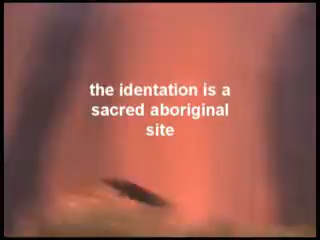 the identation is a
sacred aboriginal
site